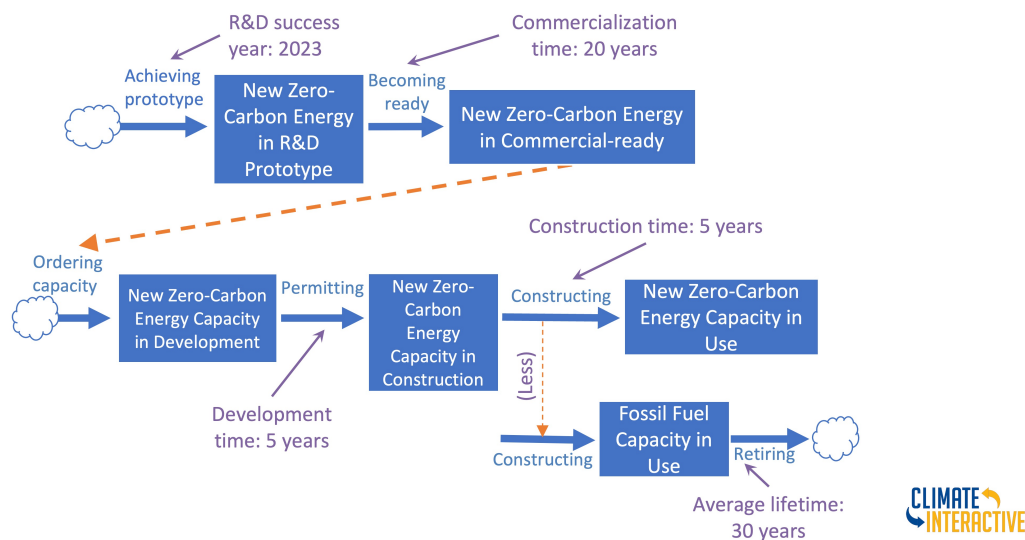 R&D success
year: 2023
Commercialization
time: 20 years
Achieving
prototype
New Zero-
Carbon Energy
in R&D
Prototype
Becoming
ready
New Zero-Carbon Energy
in Commercial-ready
Construction time: 5 years
Ordering
capacity
New Zero-Carbon
Energy Capacity
in Development
Permitting
New Zero-
Carbon
Energy
Capacity in
Construction
Constructing
New Zero-Carbon
Energy Capacity in
Use
(Less)
Development
time: 5 years
Constructing
Fossil Fuel
Capacity in
Use
Retiring
Average lifetime:
30 years
CLIMATE
INTERACTIVE